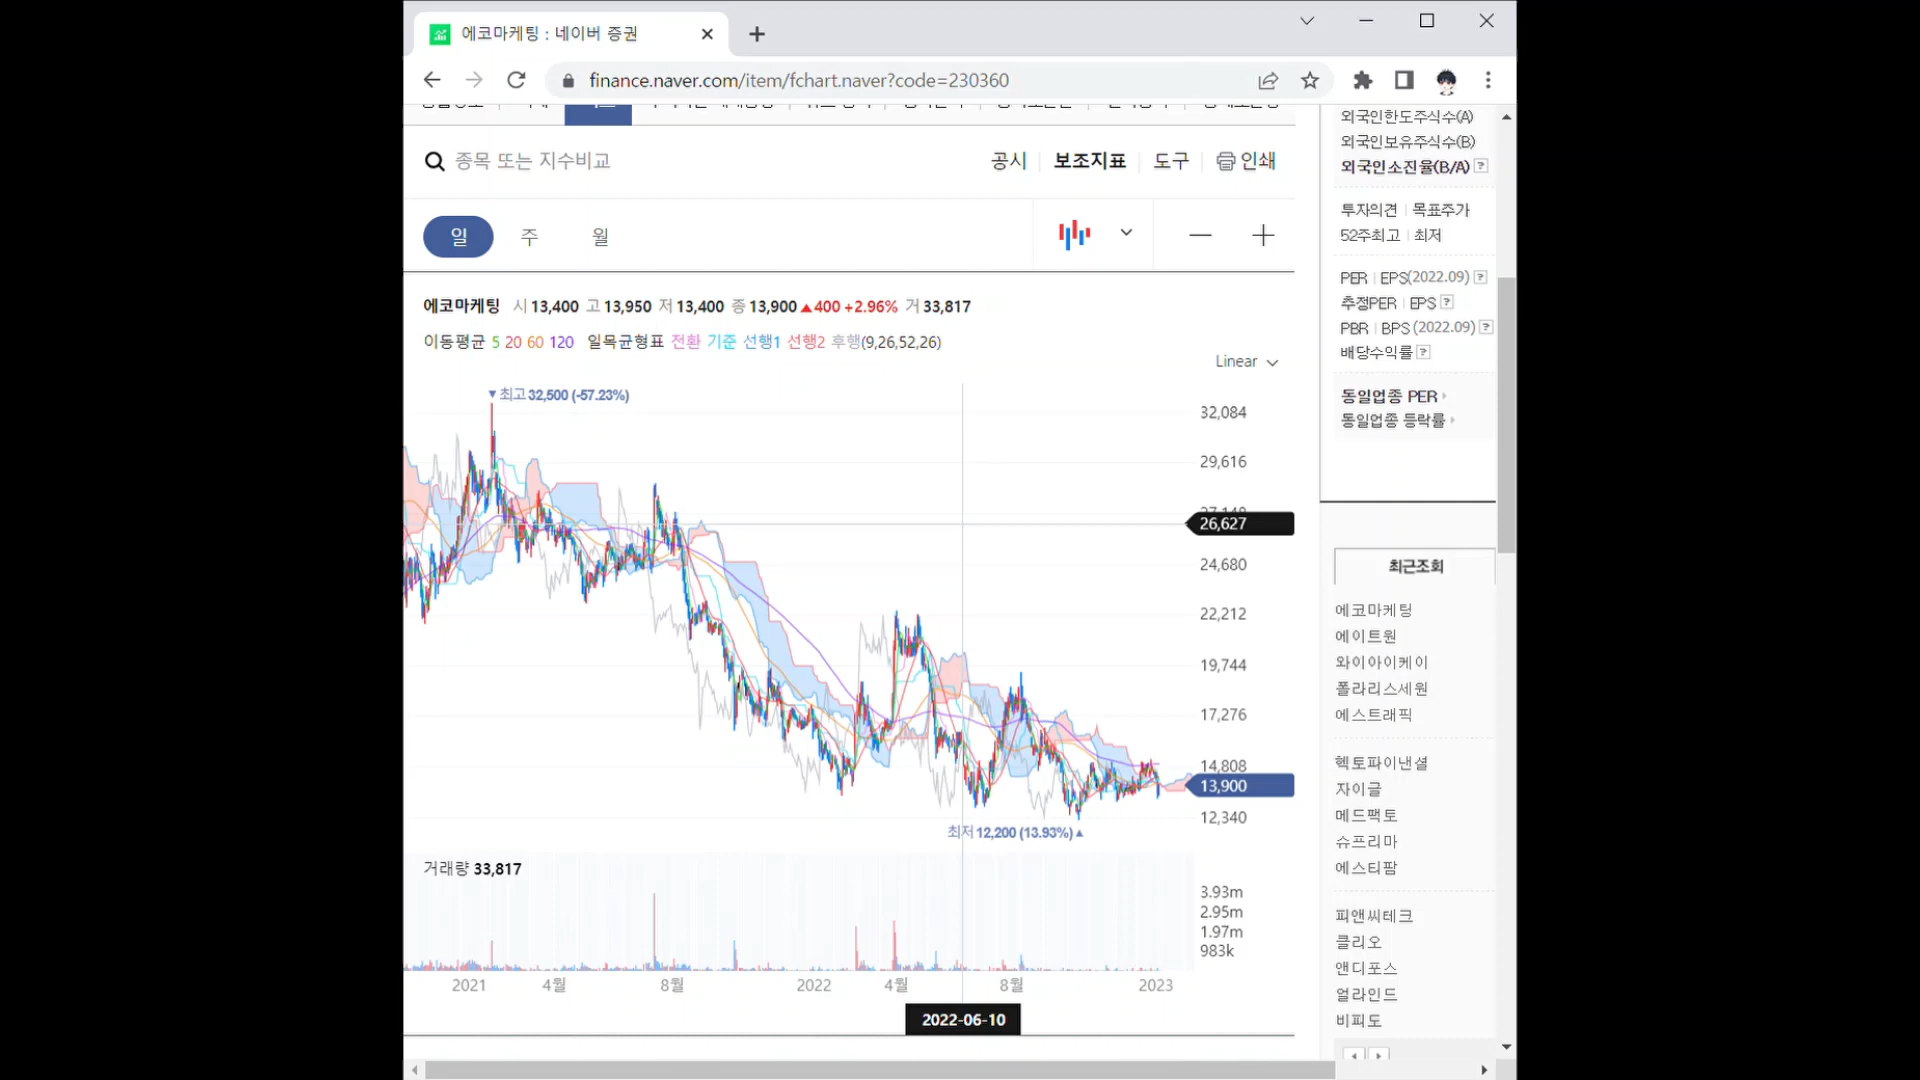 에코마케팅 : 네이버 증권
finance.naver.com/item/fchart.naver?code=230360
종목 또는 지수비교
공시 보조지표 도구 인쇄
일 주 월
에코마케팅 시 13,400 고 13,950 저 13,400 종 13,900 ▲400 +2.96% 거 33,817
이동평균 5 20 60 120 일목균형표 전환 기준 선행1 선행2 후행(9,26,52,26)
Linear
▼최고 32,500 (-57.23%)
32,084
29,616
26,627
24,680
22,212
19,744
17,276
14,808
13,900
12,340
최저 12,200 (13.93%)▲
거래량 33,817
3.93m
2.95m
1.97m
983k
2021 4월 8월 2022 4월 8월 2023
2022-06-10
외국인한도주식수(A)
외국인보유주식수(B)
외국인소진율(B/A) ?
투자의견 | 목표주가
52주최고 | 최저
PER | EPS(2022.09) ?
추정PER | EPS ?
PBR | BPS (2022.09) ?
배당수익률 ?
동일업종 PER
동일업종 등락률
최근조회
에코마케팅
에이트원
와이아이케이
폴라리스세원
에스트래픽
헥토파이낸셜
자이글
메드팩토
슈프리마
에스티팜
피앤씨테크
클리오
앤디포스
얼라인드
비피도